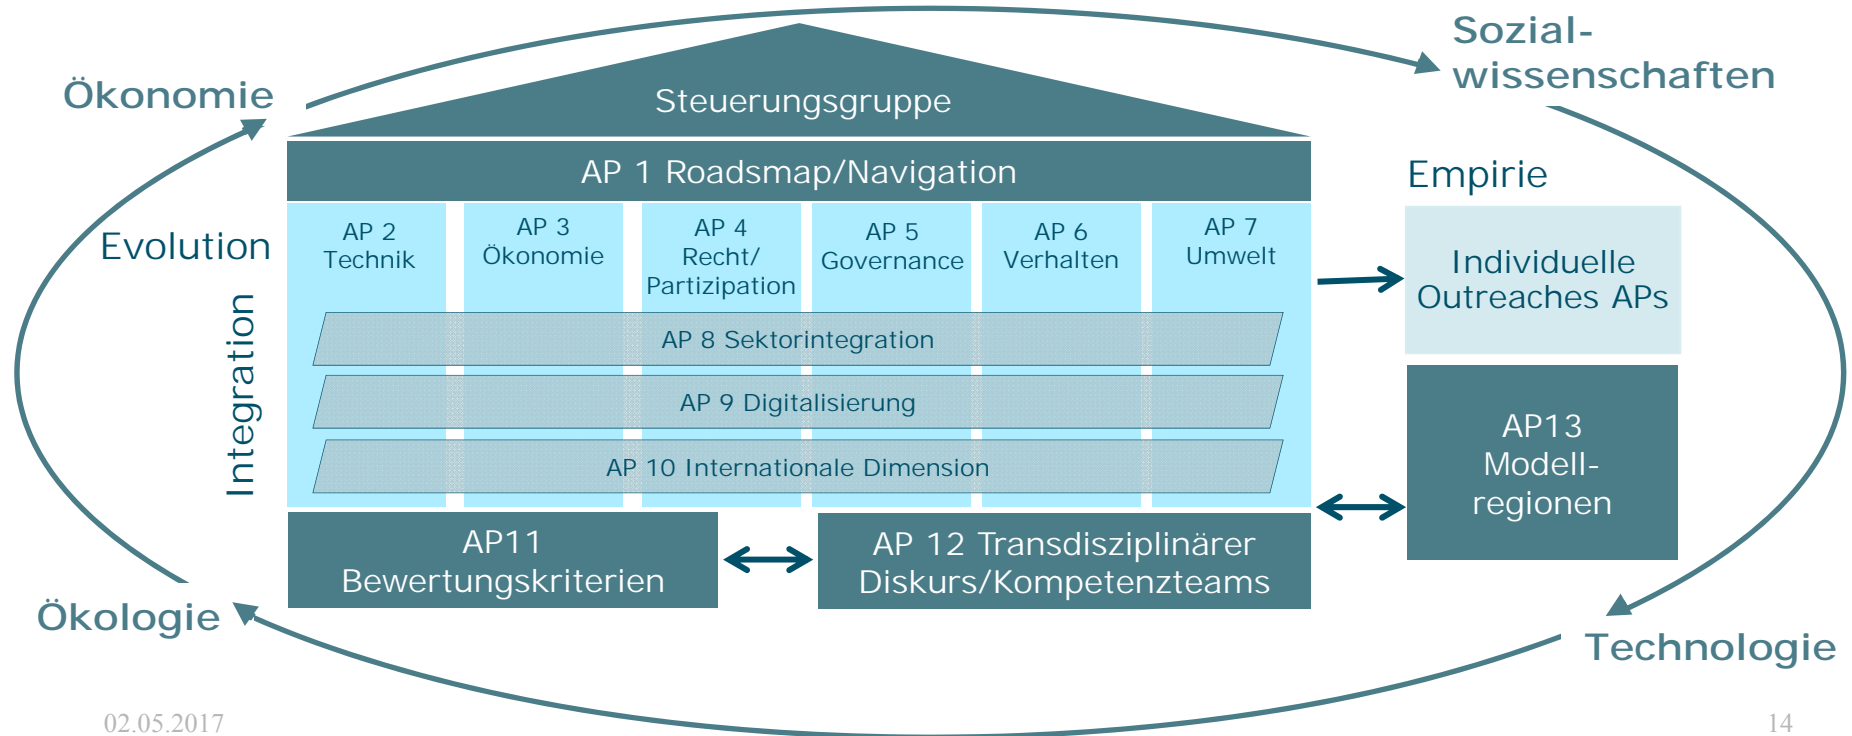 Sozial-
wissenschaften
Ökonomie
Steuerungsgruppe
AP 1 Roadsmap/Navigation
Empirie
Evolution
Integration
AP 2
Technik
AP 3
Ökonomie
AP 4
Recht/
Partizipation
AP 5
Governance
AP 6
Verhalten
AP 7
Umwelt
Individuelle
Outreaches APs
AP 8 Sektorintegration
AP 9 Digitalisierung
AP 10 Internationale Dimension
AP13
Modell-
regionen
AP11
Bewertungskriterien
AP 12 Transdisziplinärer
Diskurs/Kompetenzteams
Ökologie
Technologie
02.05.2017
14